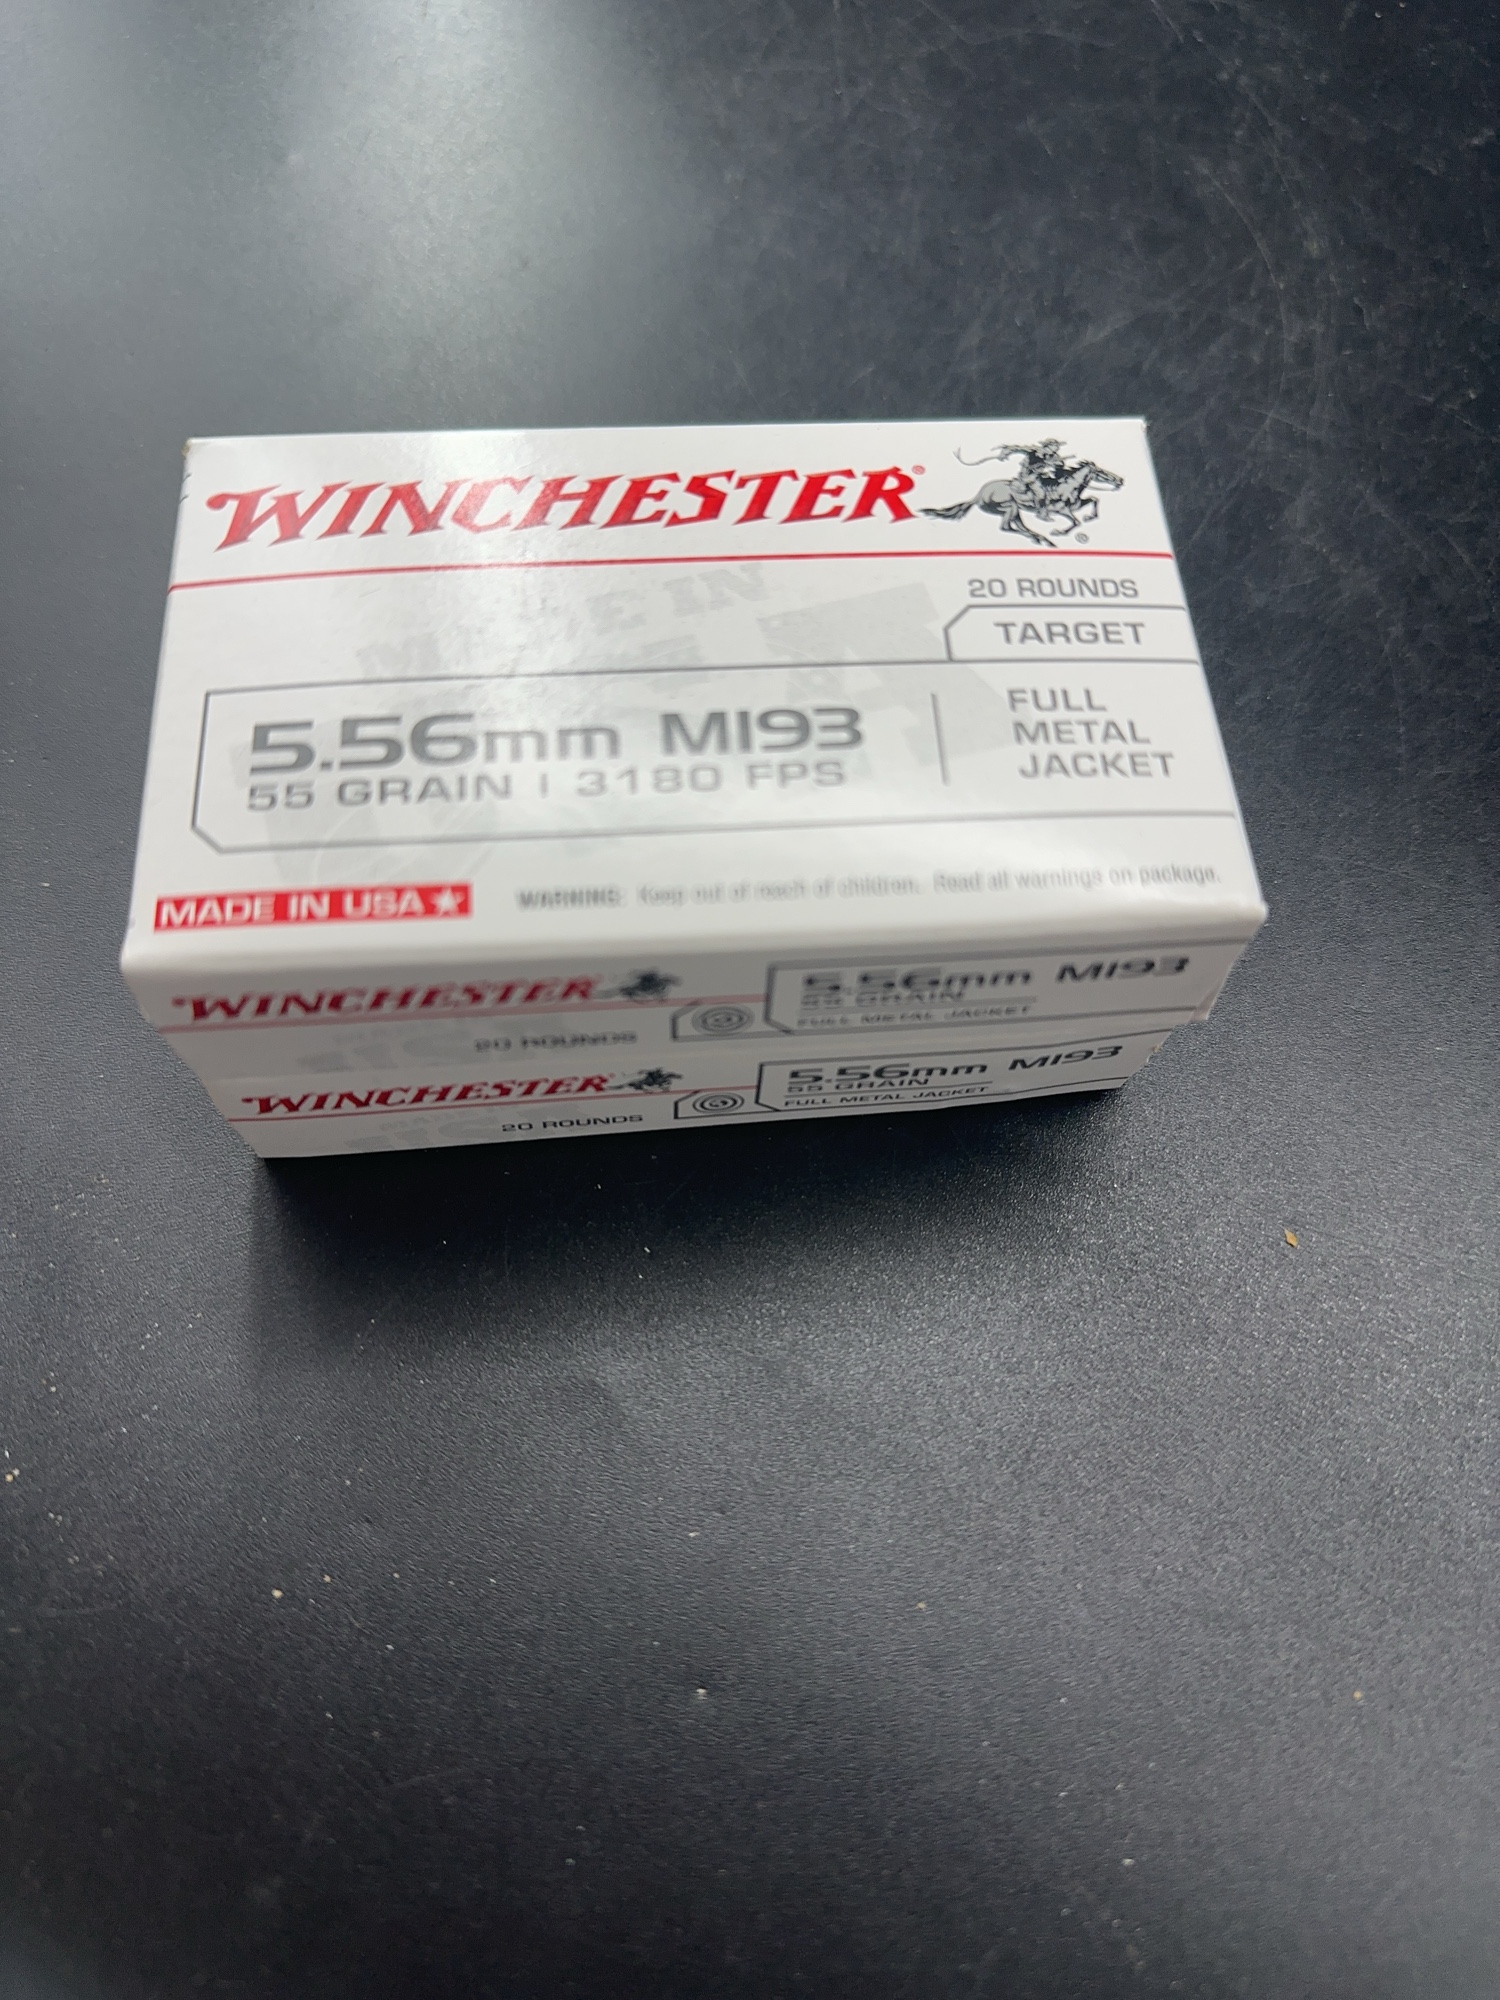 WINCHESTER®
®
20 ROUNDS
TARGET
5.56mm M193
55 GRAIN | 3180 FPS
FULL
METAL
JACKET
MADE IN USA
WARNING: Keep out of reach of children. Read all warnings on package.
WINCHESTER
20 ROUNDS
5.56mm M193
55 GRAIN
FULL METAL JACKET
WINCHESTER
20 ROUNDS
5.56mm M193
55 GRAIN
FULL METAL JACKET